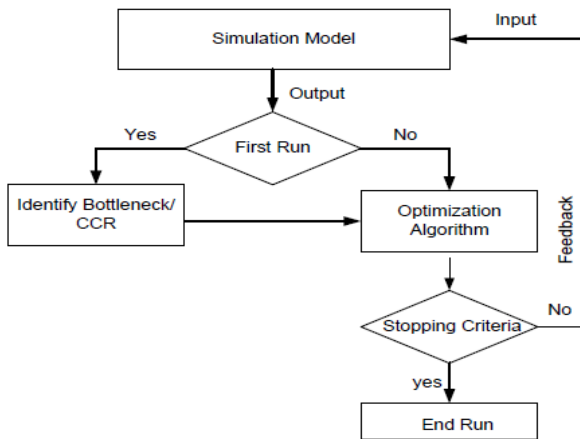 Input
Simulation Model
Output
Yes
No
First Run
Identify Bottleneck/
CCR
Optimization
Algorithm
Feedback
Stopping Criteria
No
yes
End Run